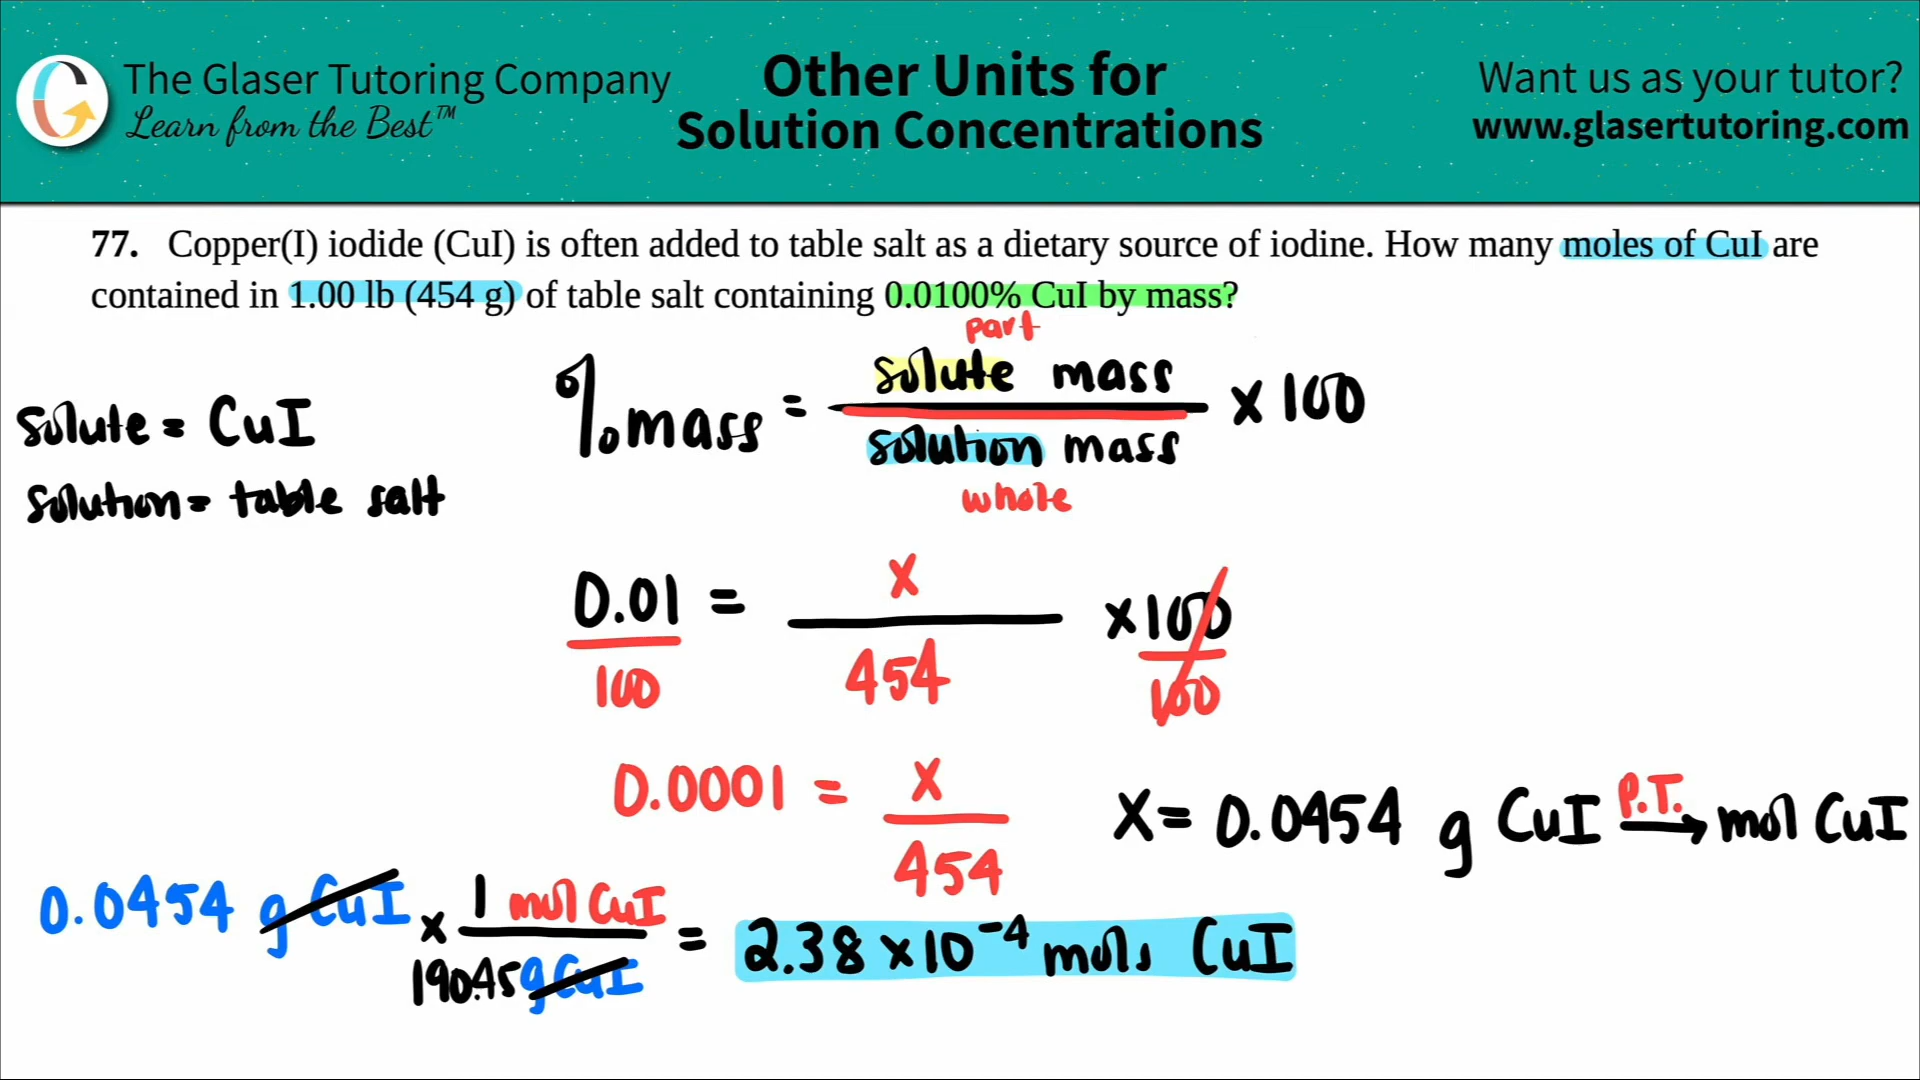 The Glaser Tutoring Company
Learn from the Best™
Other Units for
Solution Concentrations
Want us as your tutor?
www.glasertutoring.com
77. Copper(I) iodide (CuI) is often added to table salt as a dietary source of iodine. How many moles of CuI are
contained in 1.00 lb (454 g) of table salt containing 0.0100% CuI by mass?
solute = CuI
solution = table salt
part
% mass = solute mass / solution mass × 100
whole
0.01 / 100 = x / 454 × 100 / 100
0.0001 = x / 454
X = 0.0454 g CuI P.T. → mol CuI
0.0454 g CuI × 1 mol CuI / 190.45 g CuI = 2.38 × 10⁻⁴ mols CuI